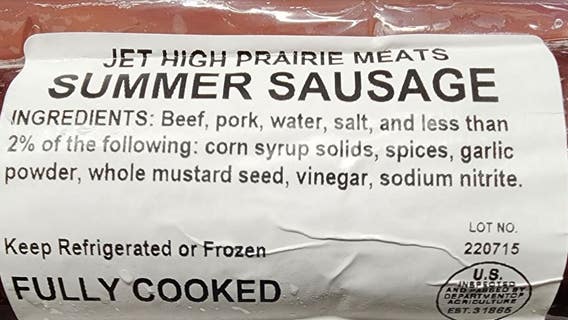 JET HIGH PRAIRIE MEATS
SUMMER SAUSAGE
INGREDIENTS: Beef, pork, water, salt, and less than
2% of the following: corn syrup solids, spices, garlic
powder, whole mustard seed, vinegar, sodium nitrite.
LOT NO.
Keep Refrigerated or Frozen 220715
FULLY COOKED
U.S.
INSPECTED
AND PASSED BY
DEPARTMENT OF
AGRICULTURE
EST. 31865